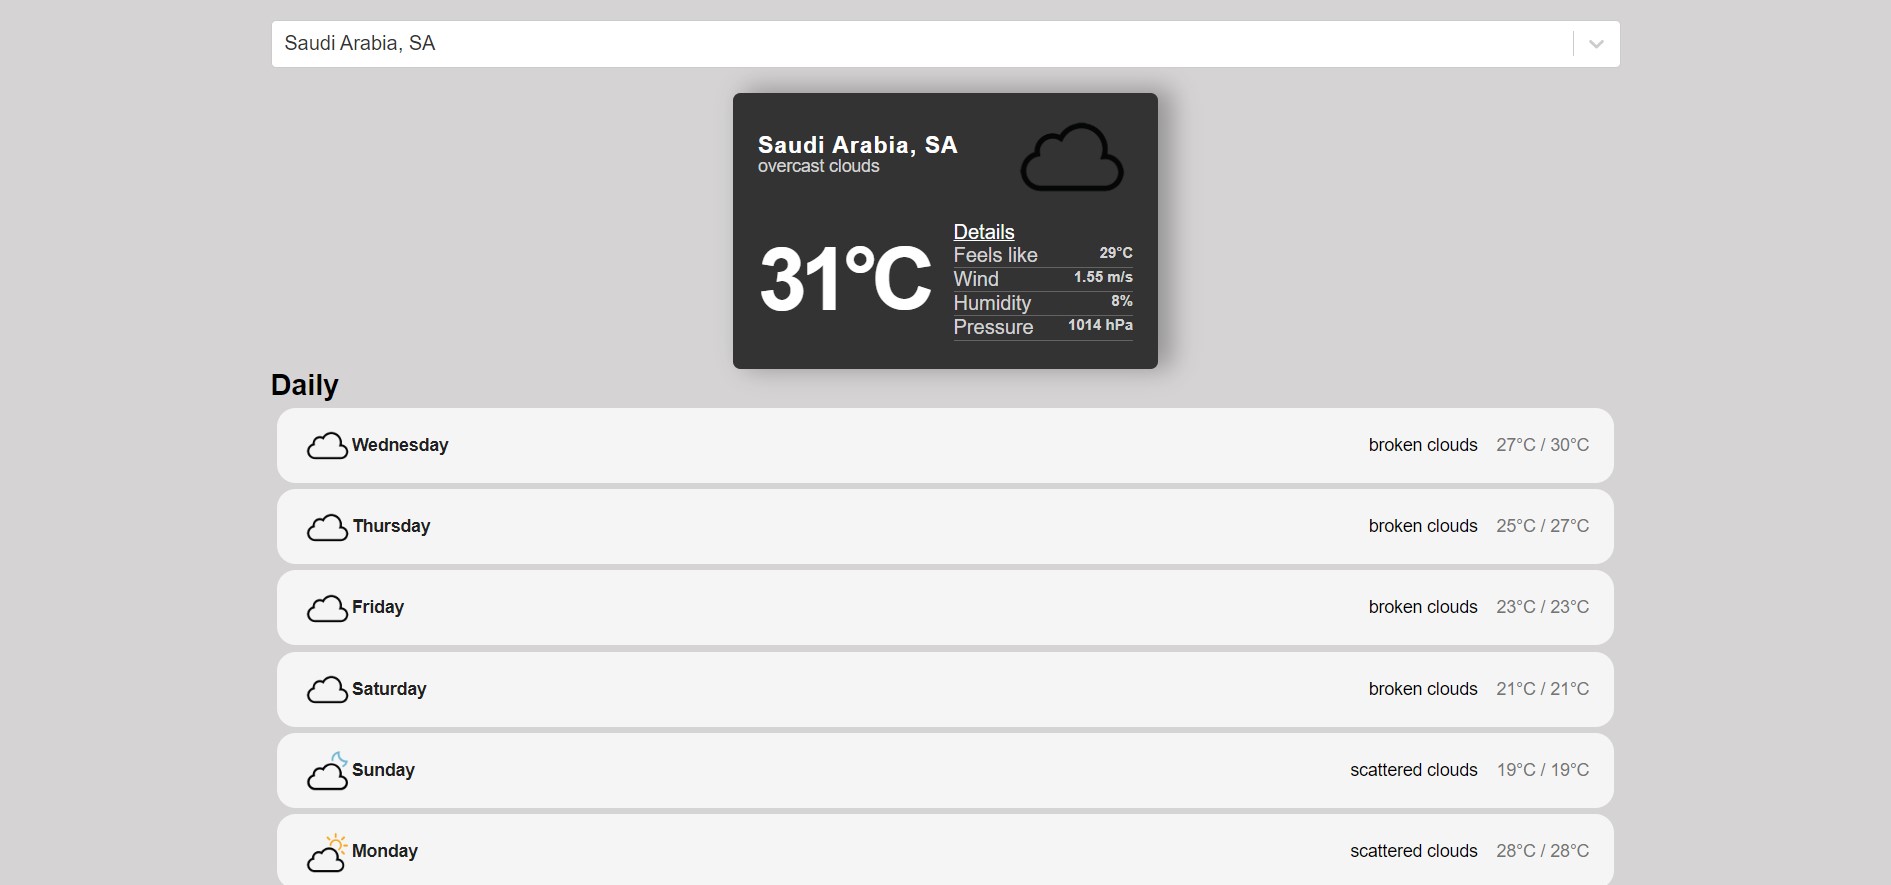 Saudi Arabia, SA
Saudi Arabia, SA
overcast clouds
31°C
Details
Feels like 29°C
Wind 1.55 m/s
Humidity 8%
Pressure 1014 hPa
Daily
Wednesday broken clouds 27°C / 30°C
Thursday broken clouds 25°C / 27°C
Friday broken clouds 23°C / 23°C
Saturday broken clouds 21°C / 21°C
Sunday scattered clouds 19°C / 19°C
Monday scattered clouds 28°C / 28°C